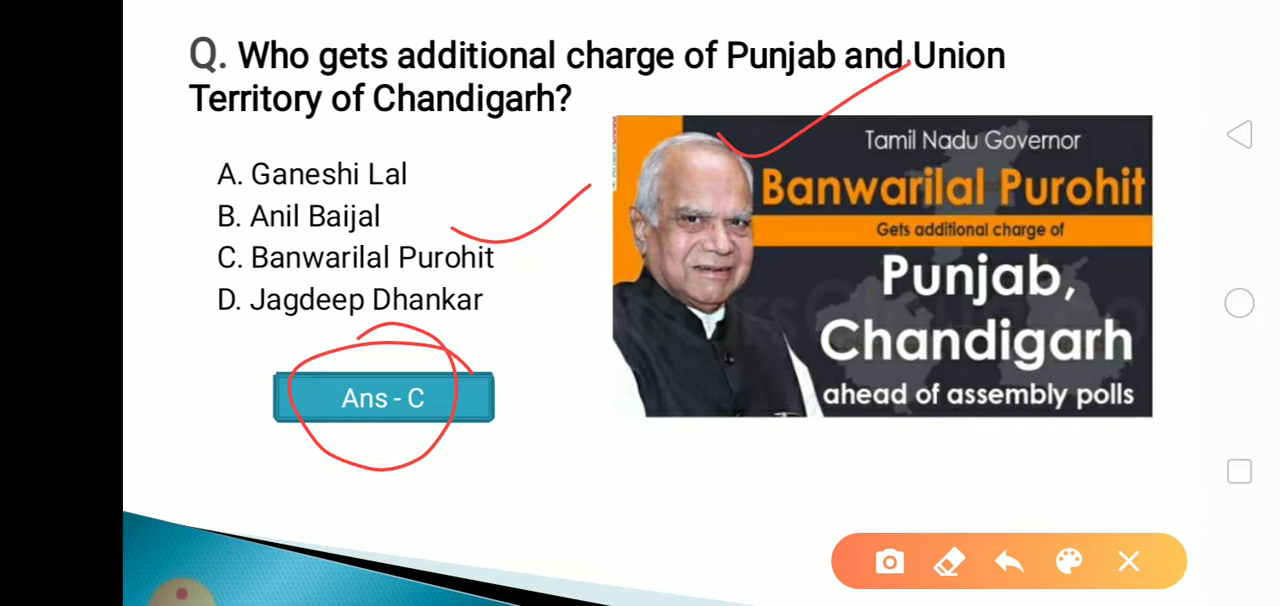 Q. Who gets additional charge of Punjab and Union
Territory of Chandigarh?
A. Ganeshi Lal
B. Anil Baijal
C. Banwarilal Purohit
D. Jagdeep Dhankar
Ans - C
Tamil Nadu Governor
Banwarilal Purohit
Gets additional charge of
Punjab,
Chandigarh
ahead of assembly polls